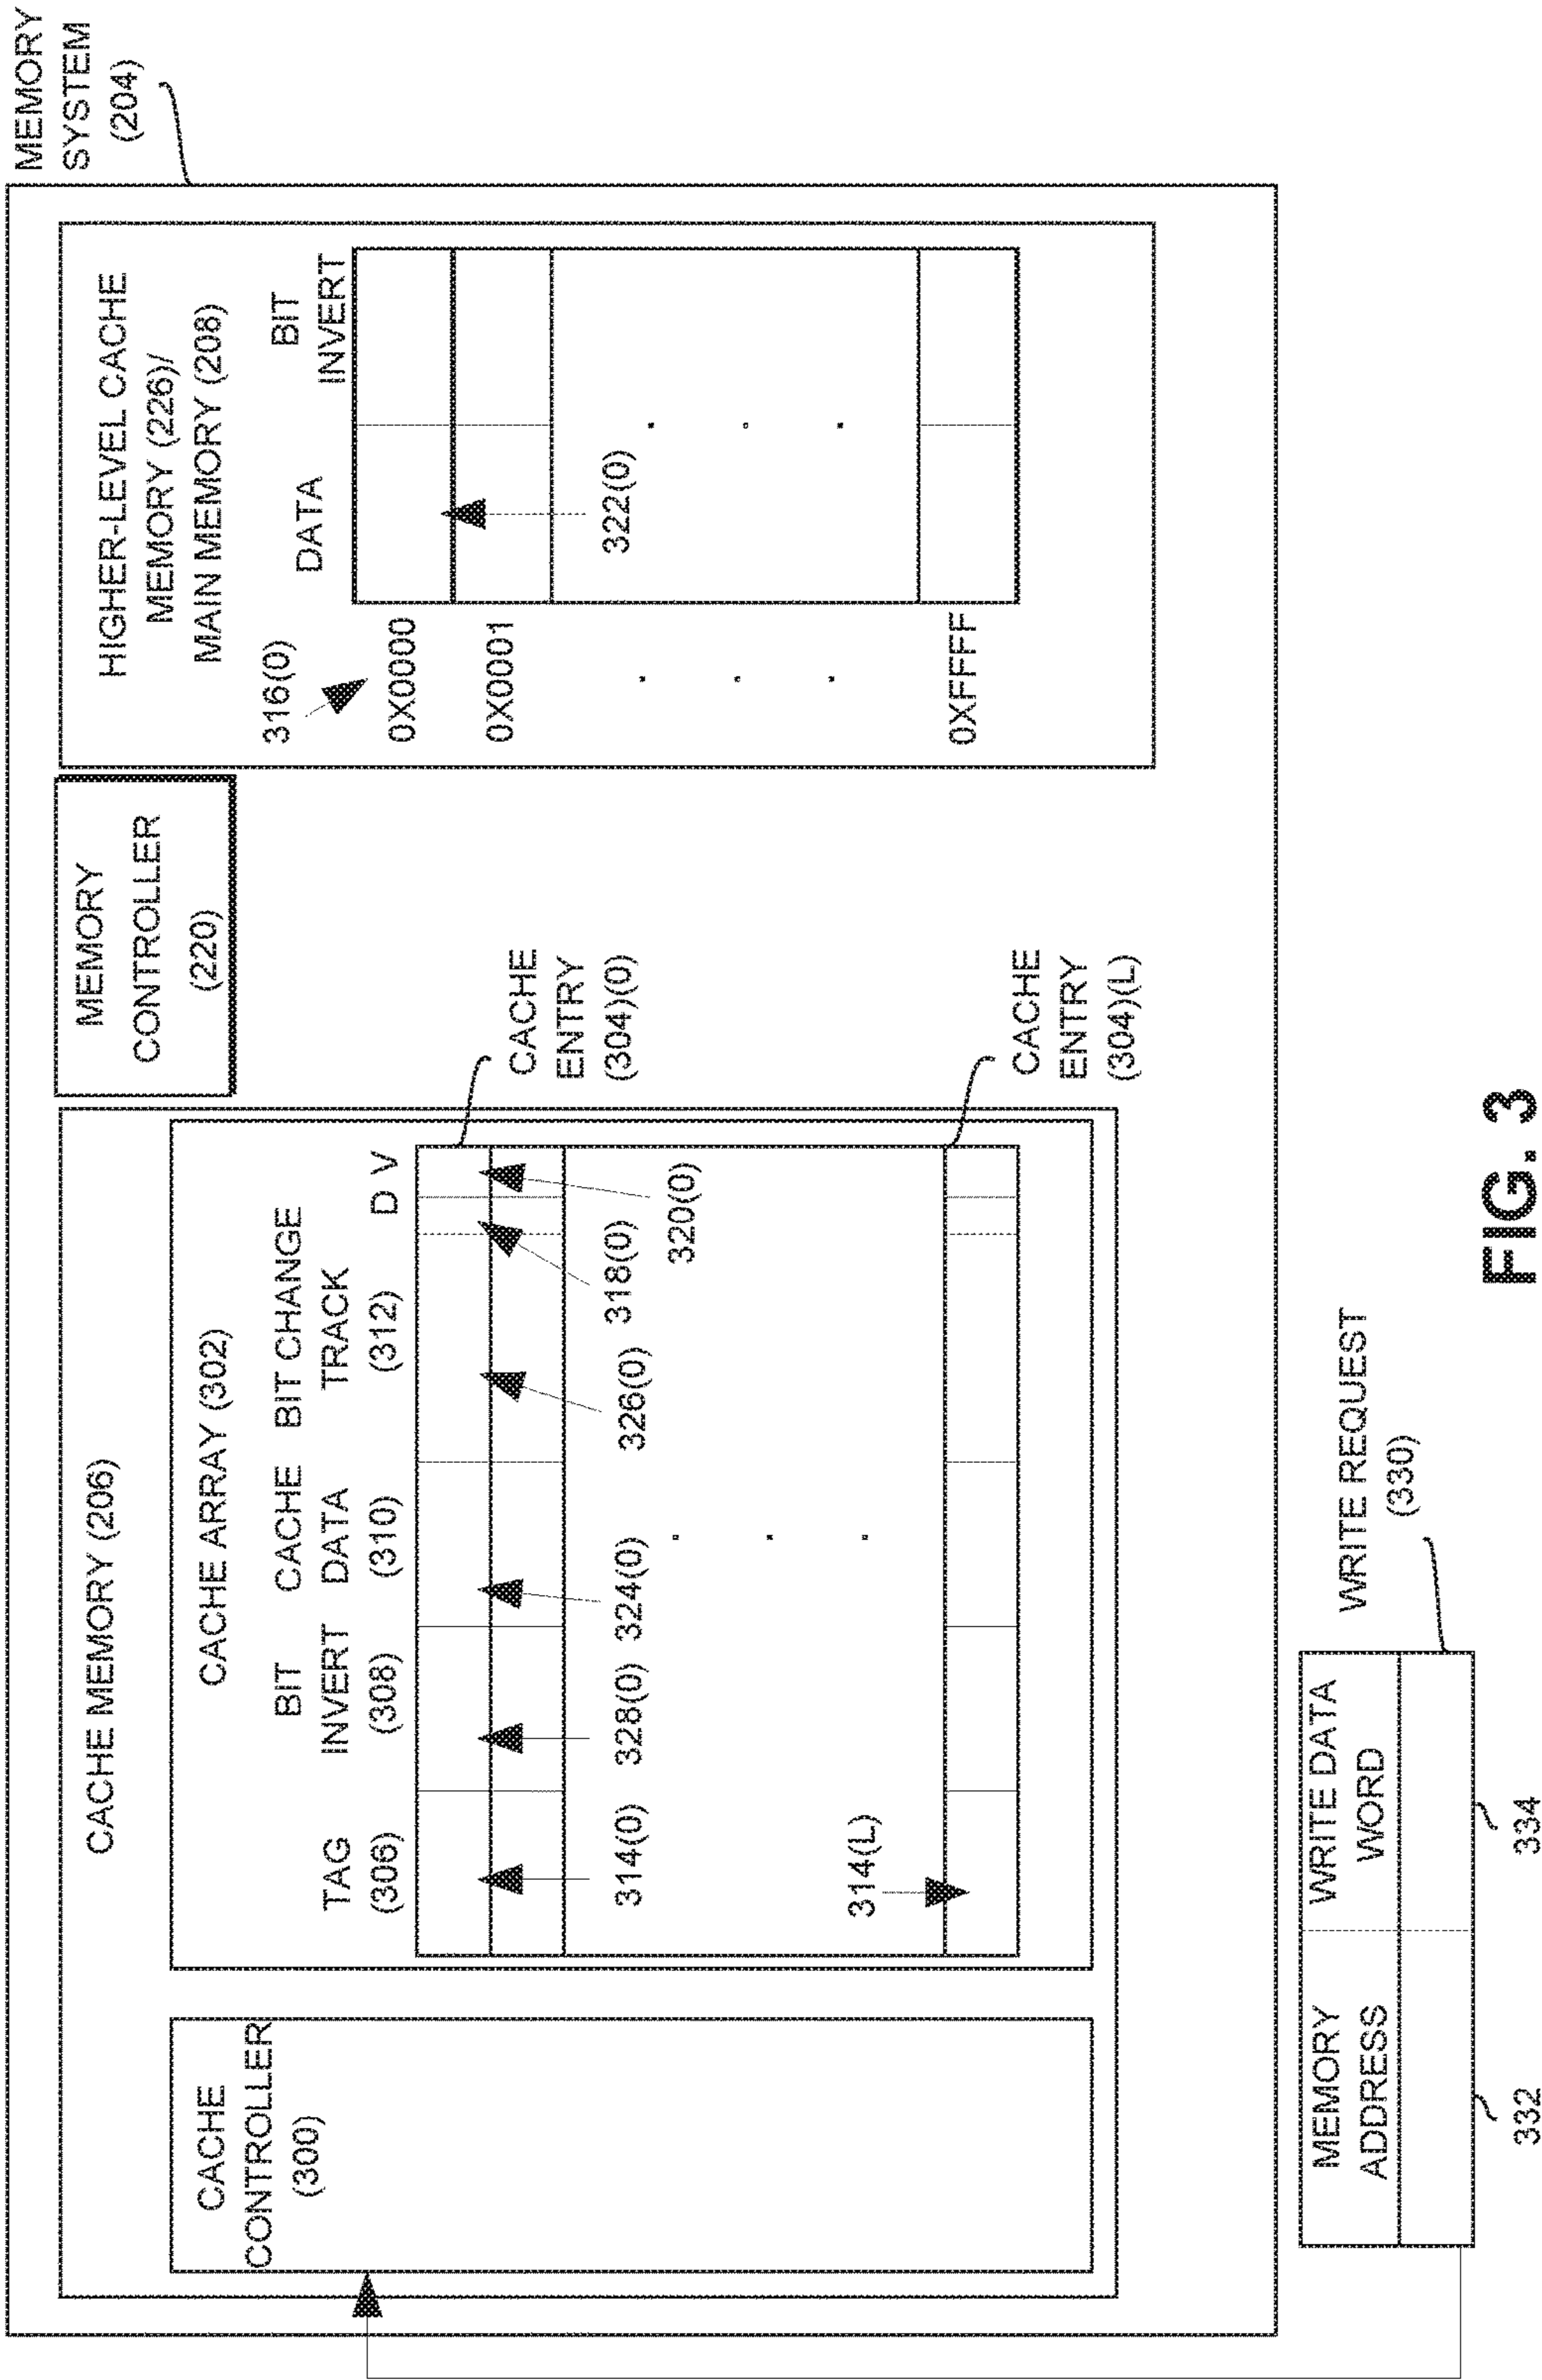 MEMORY
SYSTEM
(204)
CACHE MEMORY (206)
MEMORY
CONTROLLER
(220)
HIGHER-LEVEL CACHE
MEMORY (226)/
MAIN MEMORY (208)
CACHE
CONTROLLER
(300)
CACHE ARRAY (302)
TAG
(306)
BIT
INVERT
(308)
CACHE
DATA
(310)
CACHE BIT CHANGE
TRACK
(312)
D V
314(0)
328(0)
324(0)
326(0)
318(0)
320(0)
314(L)
CACHE
ENTRY
(304)(0)
CACHE
ENTRY
(304)(L)
316(0)
DATA
BIT
INVERT
0X0000
0X0001
0XFFFF
322(0)
MEMORY
ADDRESS
WRITE DATA
WORD
332
334
WRITE REQUEST
(330)
FIG. 3